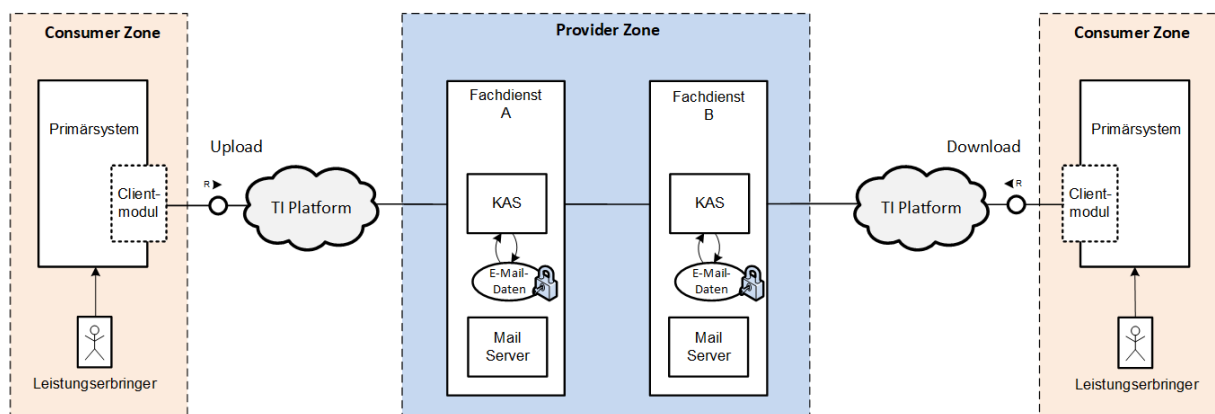 Consumer Zone
Primärsystem
Client-
modul
Leistungserbringer
Upload
R
TI Platform
Provider Zone
Fachdienst
A
KAS
E-Mail-
Daten
Mail
Server
Fachdienst
B
KAS
E-Mail-
Daten
Mail
Server
Download
R
TI Platform
Consumer Zone
Primärsystem
Client-
modul
Leistungserbringer